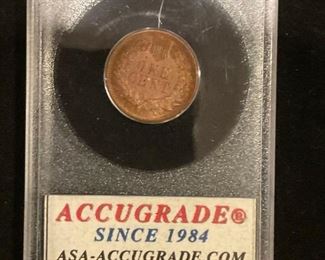 ONE
CENT
ACCUGRADE®
SINCE 1984
ASA-ACCUGRADE.COM